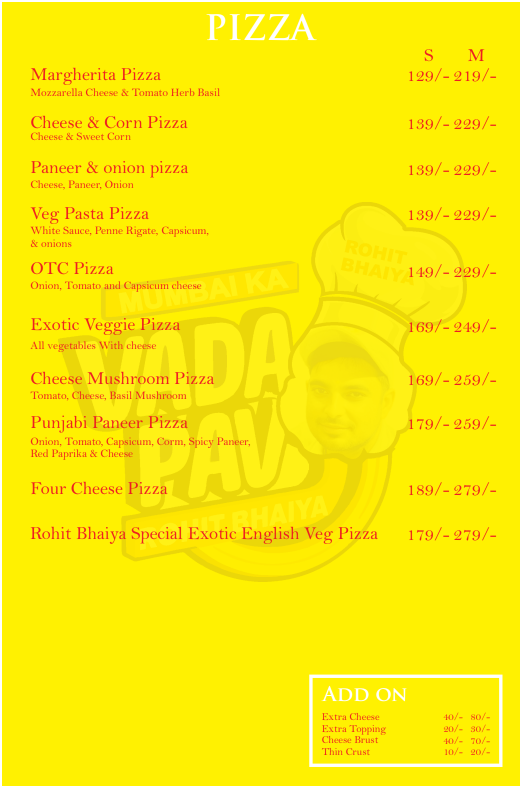 PIZZA
S M
Margherita Pizza 129/- 219/-
Mozzarella Cheese & Tomato Herb Basil
Cheese & Corn Pizza 139/- 229/-
Cheese & Sweet Corn
Paneer & onion pizza 139/- 229/-
Cheese, Paneer, Onion
Veg Pasta Pizza 139/- 229/-
White Sauce, Penne Rigate, Capsicum,
& onions
ROHIT
BHAIYA
OTC Pizza 149/- 229/-
Onion, Tomato and Capsicum cheese
MUMBAI KA
Exotic Veggie Pizza 169/- 249/-
All vegetables With cheese
VADA
Cheese Mushroom Pizza 169/- 259/-
Tomato, Cheese, Basil Mushroom
Punjabi Paneer Pizza 179/- 259/-
Onion, Tomato, Capsicum, Corm, Spicy Paneer,
Red Paprika & Cheese
PAV
Four Cheese Pizza 189/- 279/-
ROHIT BHAIYA
Rohit Bhaiya Special Exotic English Veg Pizza 179/- 279/-
ADD ON
Extra Cheese 40/- 80/-
Extra Topping 20/- 30/-
Cheese Brust 40/- 70/-
Thin Crust 10/- 20/-